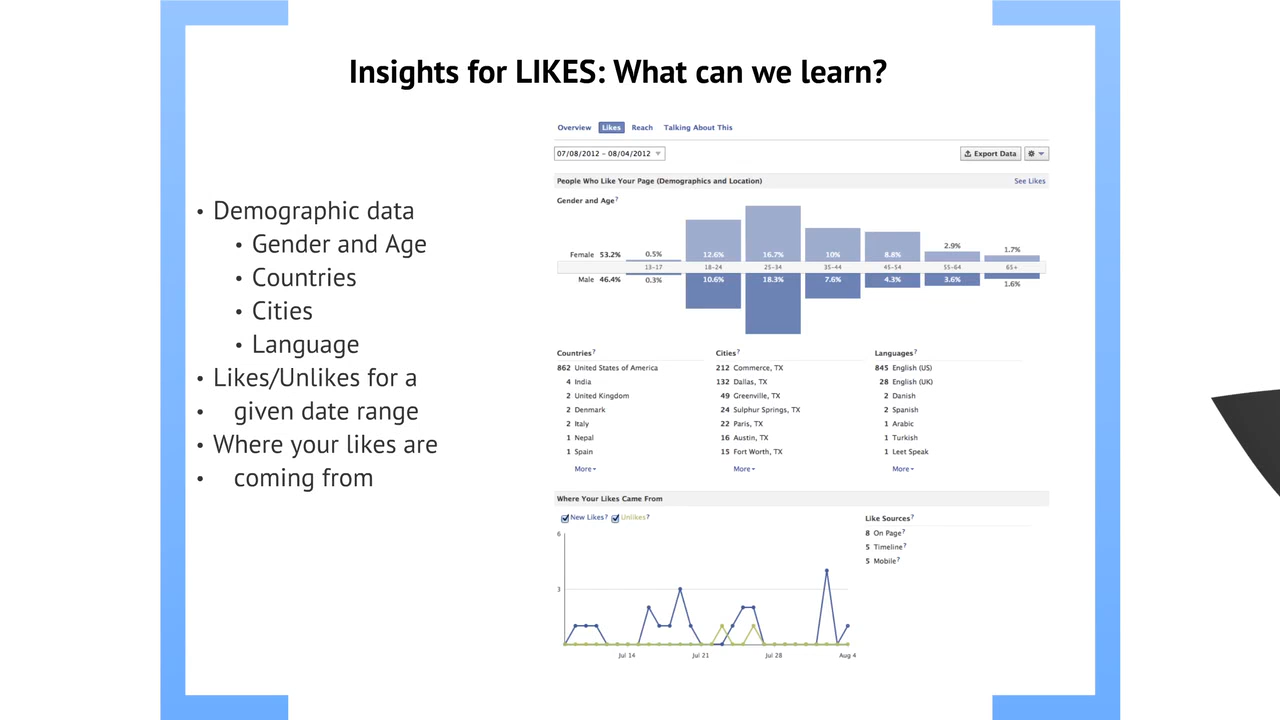 Insights for LIKES: What can we learn?
• Demographic data
• Gender and Age
• Countries
• Cities
• Language
• Likes/Unlikes for a
• given date range
• Where your likes are
• coming from
Overview Likes Reach Talking About This
07/08/2012 – 08/04/2012
Export Data
People Who Like Your Page (Demographics and Location) See Likes
Gender and Age?
Female 53.2% 0.5% 12.6% 16.7% 10% 8.8% 2.9% 1.7%
13-17 18-24 25-34 35-44 45-54 55-64 65+
Male 46.4% 0.3% 10.6% 18.3% 7.6% 4.3% 3.6% 1.6%
Countries? Cities? Languages?
862 United States of America 212 Commerce, TX 845 English (US)
4 India 132 Dallas, TX 28 English (UK)
2 United Kingdom 49 Greenville, TX 2 Danish
2 Denmark 24 Sulphur Springs, TX 2 Spanish
2 Italy 22 Paris, TX 1 Arabic
1 Nepal 16 Austin, TX 1 Turkish
1 Spain 15 Fort Worth, TX 1 Leet Speak
More More More
Where Your Likes Came From
New Likes? Unlikes? Like Sources?
8 On Page?
5 Timeline?
5 Mobile?
6
3
Jul 14 Jul 21 Jul 28 Aug 4